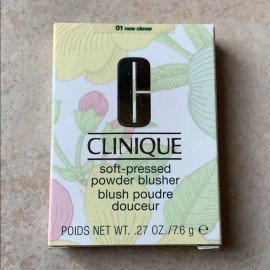 01 new clover
CLINIQUE
soft-pressed
powder blusher
blush poudre
douceur
POIDS NET WT. .27 OZ./7.6 g ℮